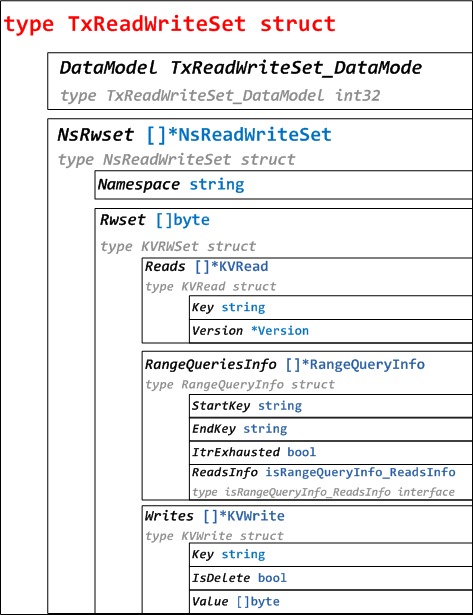 type TxReadWriteSet struct
DataModel TxReadWriteSet_DataMode
type TxReadWriteSet_DataModel int32
NsRwset []*NsReadWriteSet
type NsReadWriteSet struct
Namespace string
Rwset []byte
type KVRWSet struct
Reads []*KVRead
type KVRead struct
Key string
Version *Version
RangeQueriesInfo []*RangeQueryInfo
type RangeQueryInfo struct
StartKey string
EndKey string
ItrExhausted bool
ReadsInfo isRangeQueryInfo_ReadsInfo
type isRangeQueryInfo_ReadsInfo interface
Writes []*KVWrite
type KVWrite struct
Key string
IsDelete bool
Value []byte